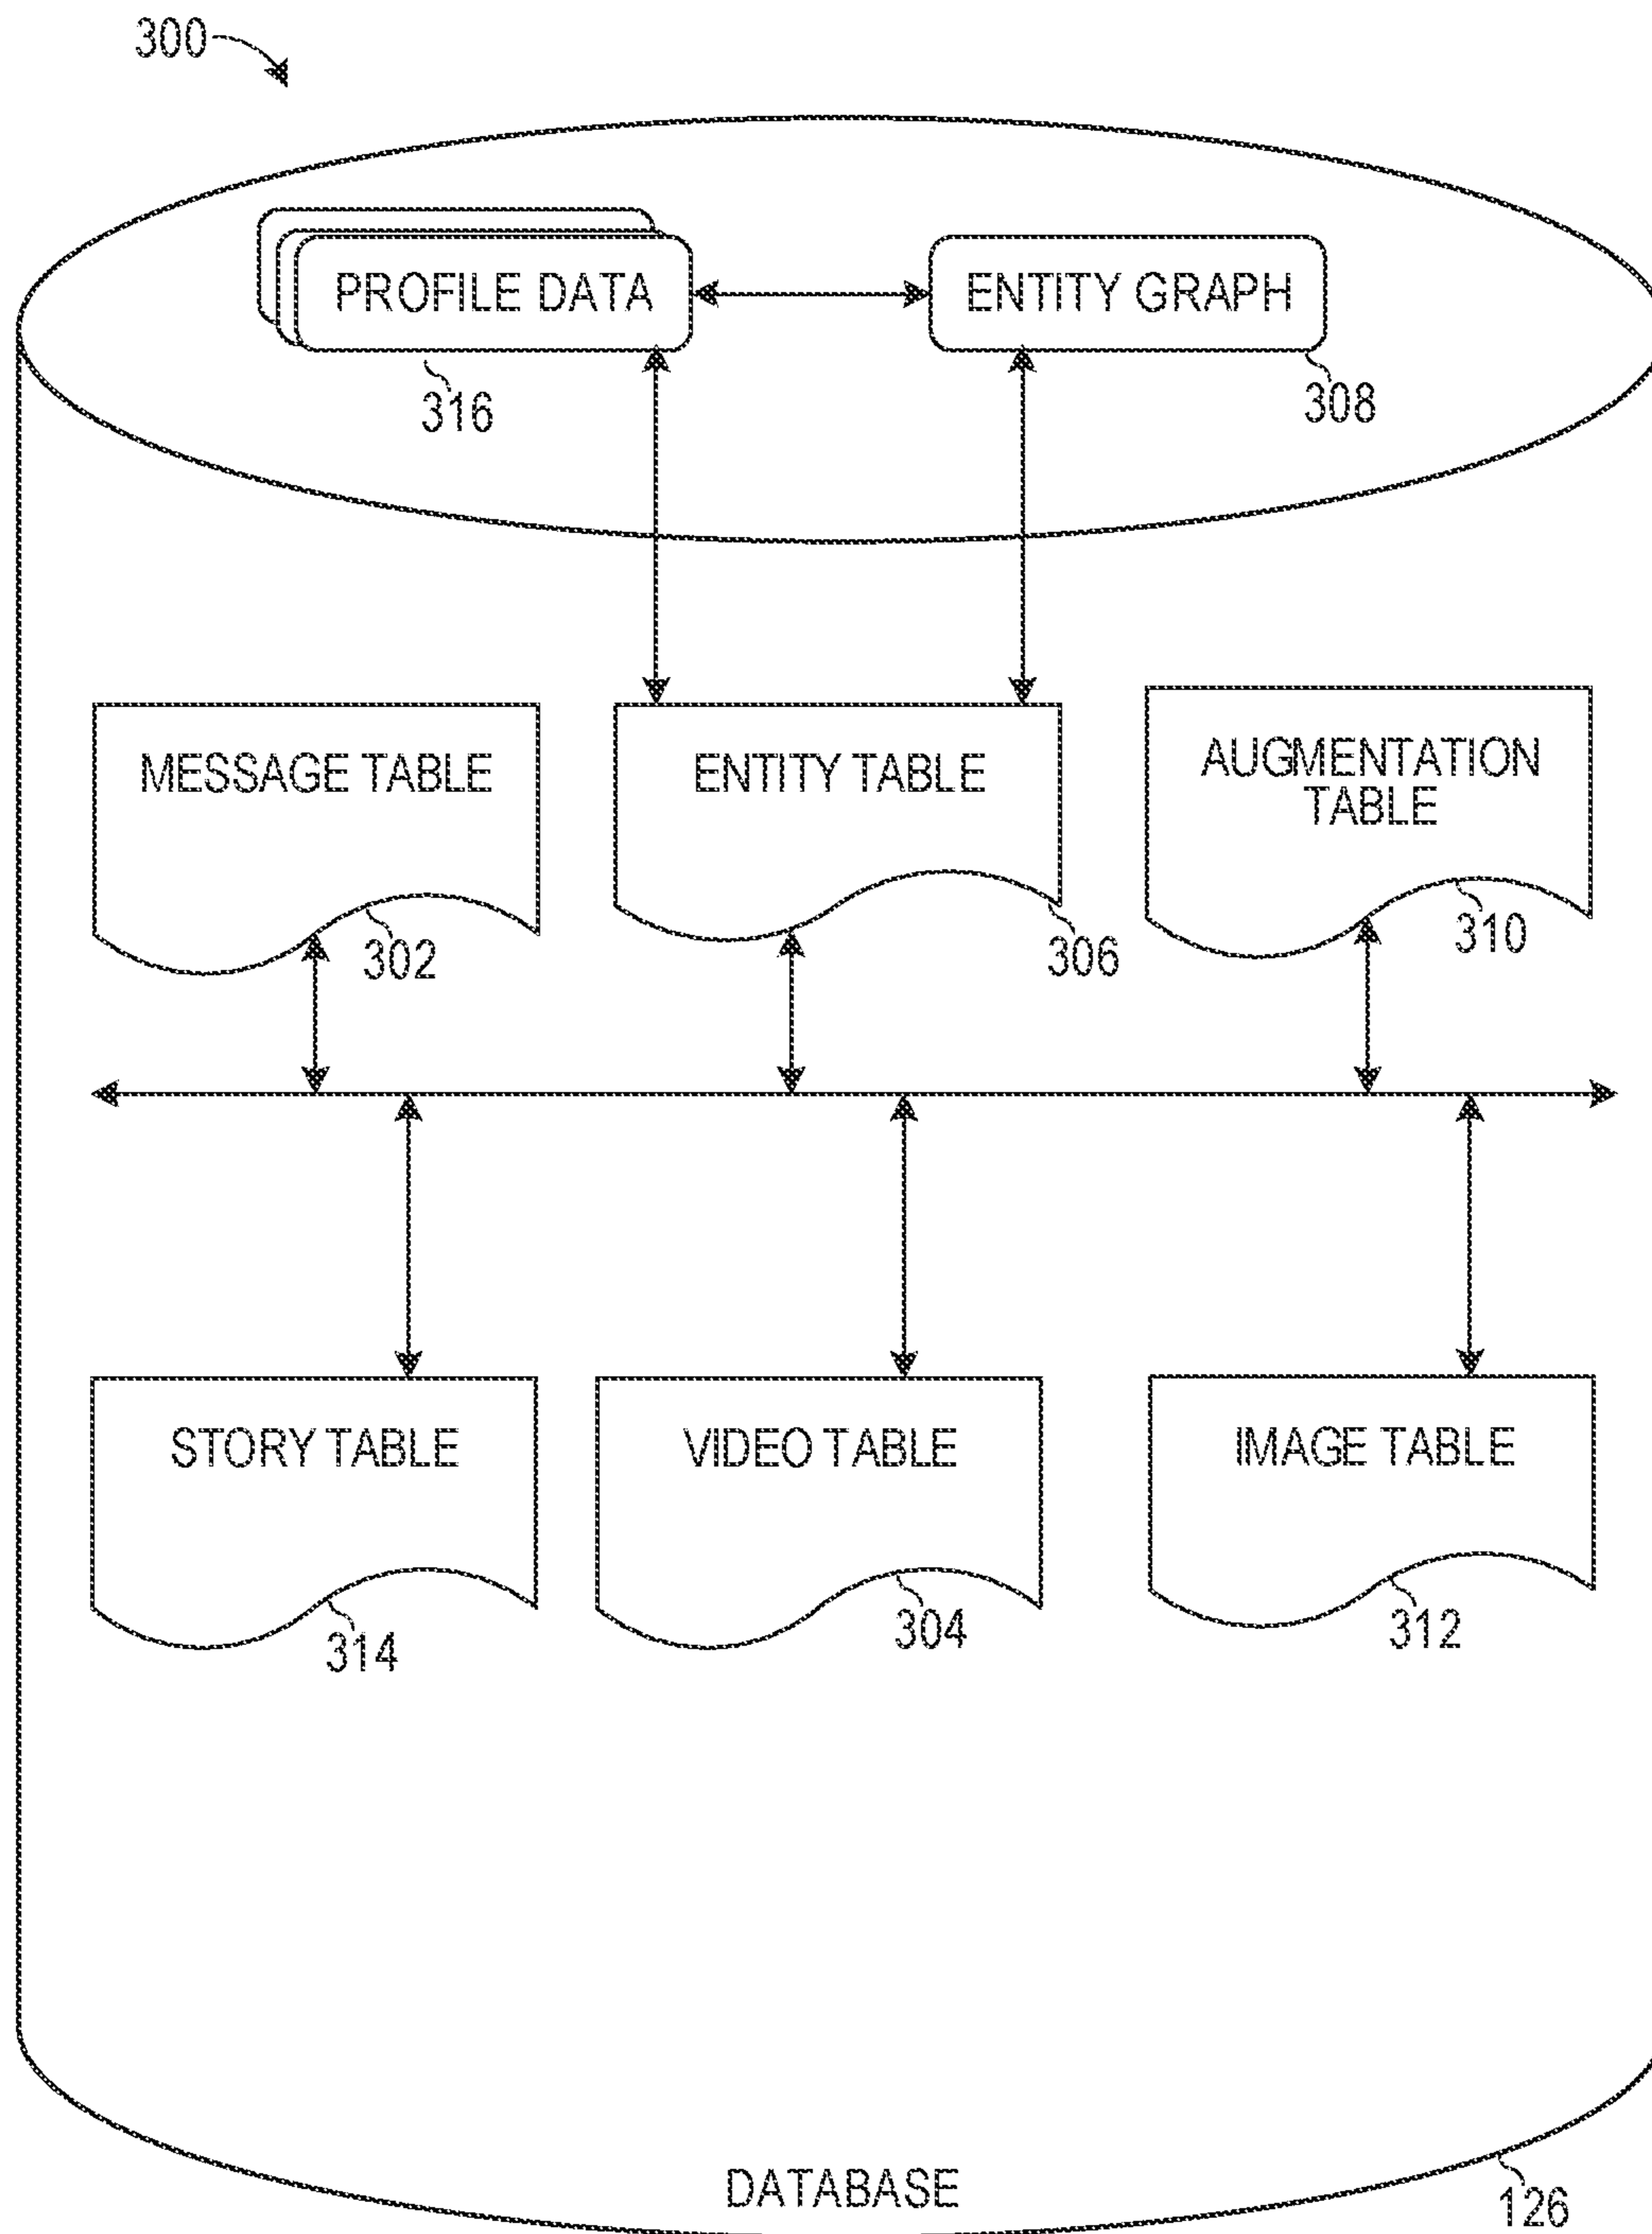 300
PROFILE DATA
ENTITY GRAPH
316
308
MESSAGE TABLE
ENTITY TABLE
AUGMENTATION
TABLE
302
306
310
STORY TABLE
VIDEO TABLE
IMAGE TABLE
314
304
312
DATABASE
126